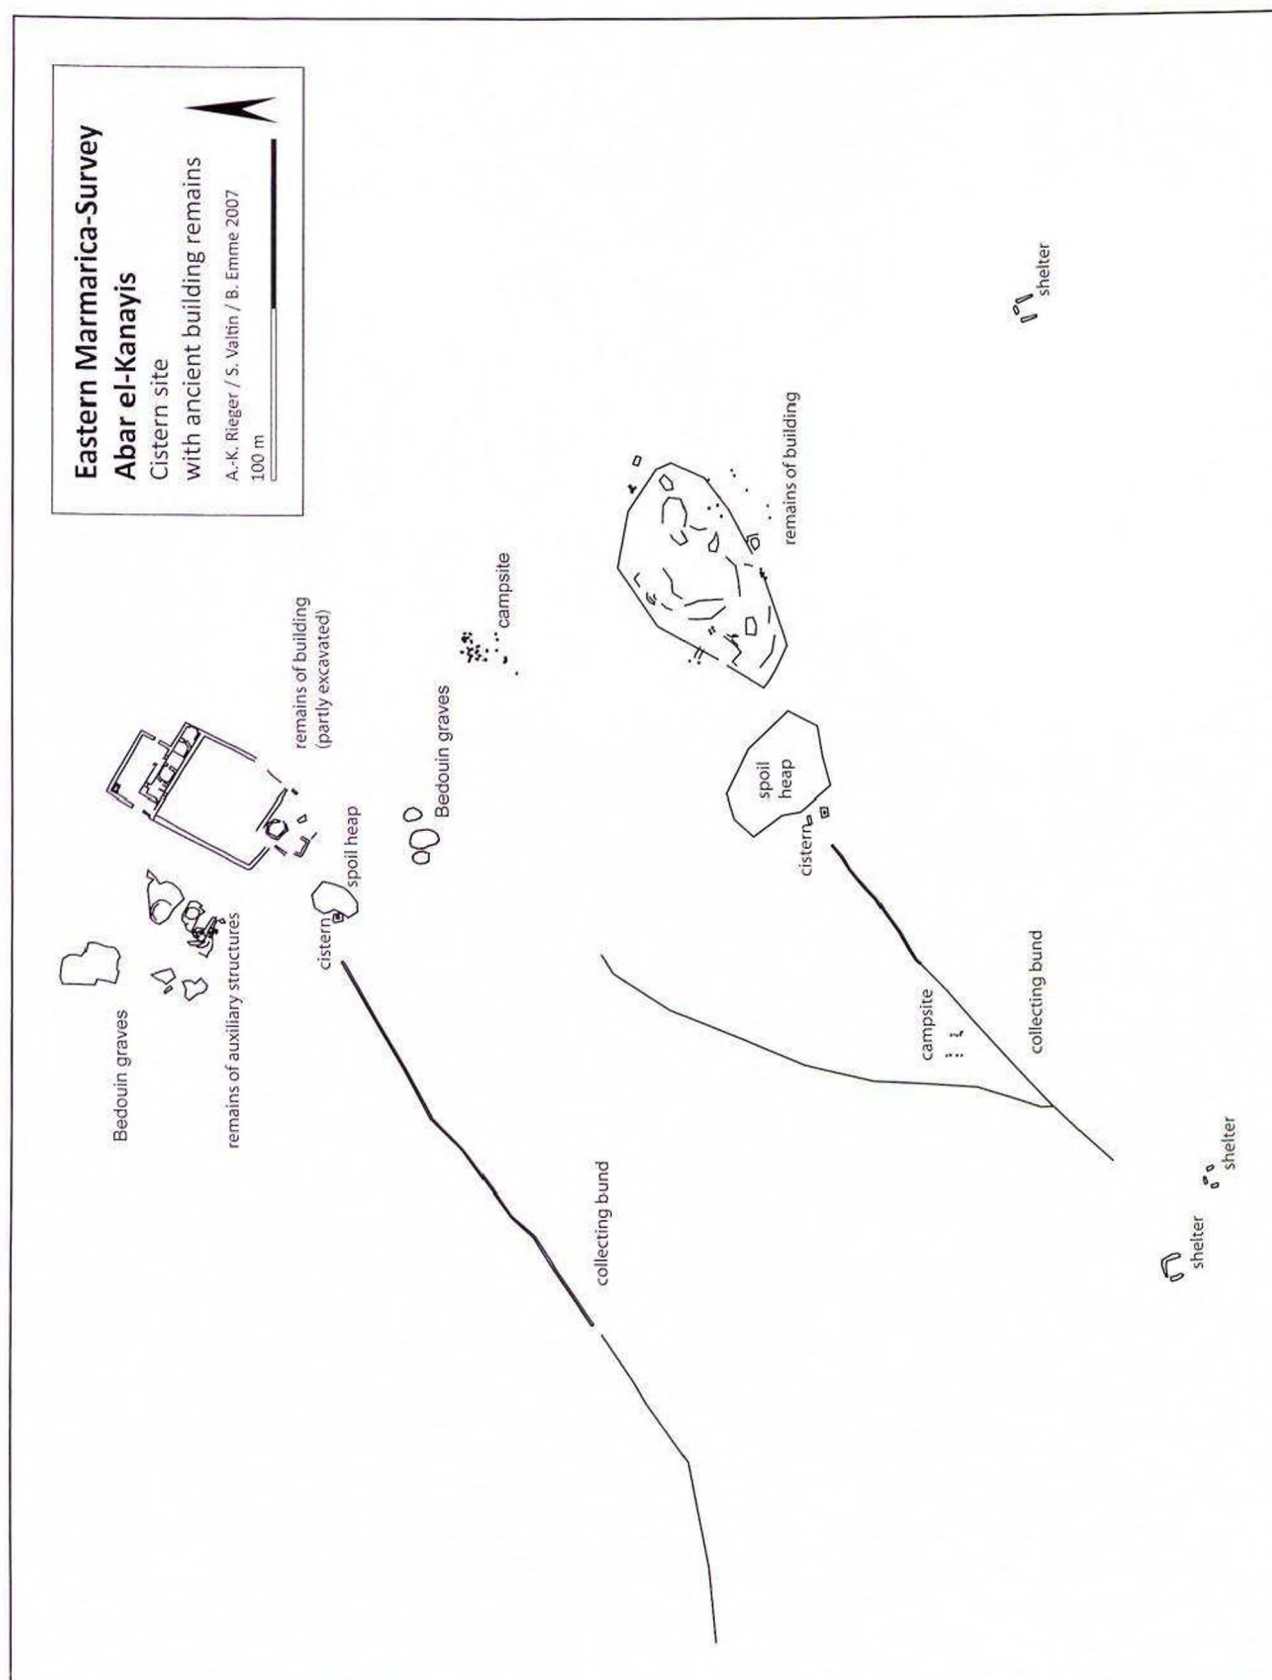 Eastern Marmarica-Survey
Abar el-Kanayis
Cistern site
with ancient building remains
A.-K. Rieger / S. Valtin / B. Emme 2007
100 m
Bedouin graves
remains of auxiliary structures
remains of building
(partly excavated)
cistern
spoil heap
Bedouin graves
campsite
collecting bund
remains of building
spoil
heap
cistern
campsite
collecting bund
shelter
shelter
shelter